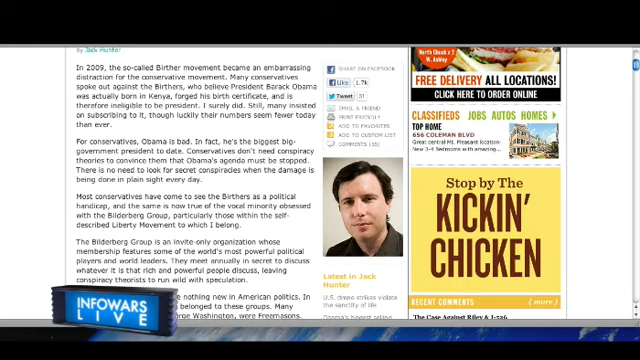 by Jack Hunter
In 2009, the so-called Birther movement became an embarrassing
distraction for the conservative movement. Many conservatives
spoke out against the Birthers, who believe President Barack Obama
was actually born in Kenya, forged his birth certificate, and is
therefore ineligible to be president. I surely did. Still, many insisted
on subscribing to it, though luckily their numbers seem fewer today
than ever.
For conservatives, Obama is bad. In fact, he's the biggest big-
government president to date. Conservatives don't need conspiracy
theories to convince them that Obama's agenda must be stopped.
There is no need to look for secret conspiracies when the damage is
being done in plain sight every day.
Most conservatives have come to see the Birthers as a political
handicap, and the same is now true of the vocal minority obsessed
with the Bilderberg Group, particularly those within the self-
described Liberty Movement to which I belong.
The Bilderberg Group is an invite-only organization whose
membership features some of the world's most powerful political
players and world leaders. They meet annually in secret to discuss
whatever it is that rich and powerful people discuss, leaving
conspiracy theorists to run wild with speculation.
nothing new in American politics. In
belonged to these groups. Many
rge Washington, were Freemasons.
INFOWARS
LIVE
SHARE ON FACEBOOK
Like 1.7k
Tweet
EMAIL A FRIEND
PRINT FRIENDLY
ADD TO FAVORITES
ADD TO CUSTOM LIST
COMMENTS
Latest in Jack
Hunter
U.S. drone strikes violate
the sanctity of life
Obama's biggest selling
North Chas x 2
W. Ashley
FREE DELIVERY ALL LOCATIONS!
CLICK HERE TO ORDER ONLINE
CLASSIFIEDS JOBS AUTOS HOMES
TOP HOME
656 COLEMAN BLVD
Great central Mt. Pleasant location!
New 3-4 Bedrooms with amazing...
Stop by The
KICKIN'
CHICKEN
RECENT COMMENTS
( more )
The Case Against Riley & I-526